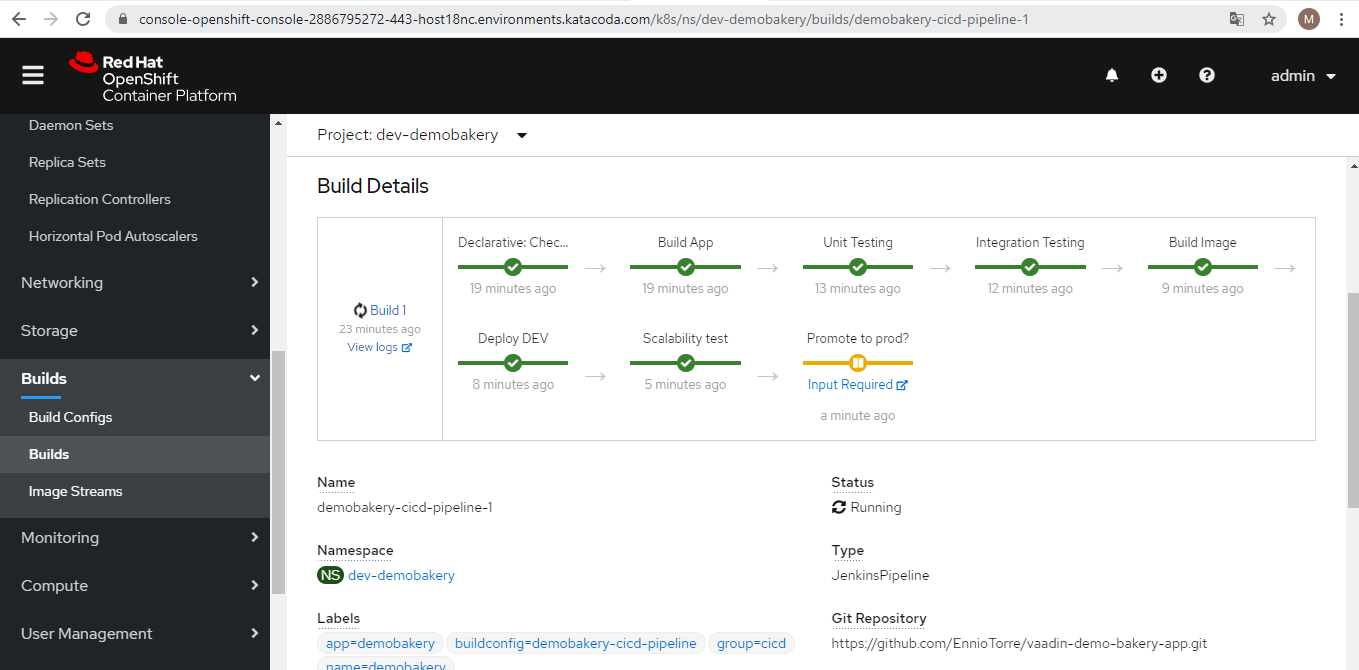 console-openshift-console-2886795272-443-host18nc.environments.katacoda.com/k8s/ns/dev-demobakery/builds/demobakery-cicd-pipeline-1
M
Red Hat
OpenShift
Container Platform
admin
Daemon Sets
Replica Sets
Replication Controllers
Horizontal Pod Autoscalers
Networking
Storage
Builds
Build Configs
Builds
Image Streams
Monitoring
Compute
User Management
Project: dev-demobakery
Build Details
Build 1
23 minutes ago
View logs
Declarative: Chec...
19 minutes ago
Build App
19 minutes ago
Unit Testing
13 minutes ago
Integration Testing
12 minutes ago
Build Image
9 minutes ago
Deploy DEV
8 minutes ago
Scalability test
5 minutes ago
Promote to prod?
Input Required
a minute ago
Name
demobakery-cicd-pipeline-1
Status
Running
Namespace
NS dev-demobakery
Type
JenkinsPipeline
Labels
app=demobakery buildconfig=demobakery-cicd-pipeline group=cicd
name=demobakery
Git Repository
https://github.com/EnnioTorre/vaadin-demo-bakery-app.git